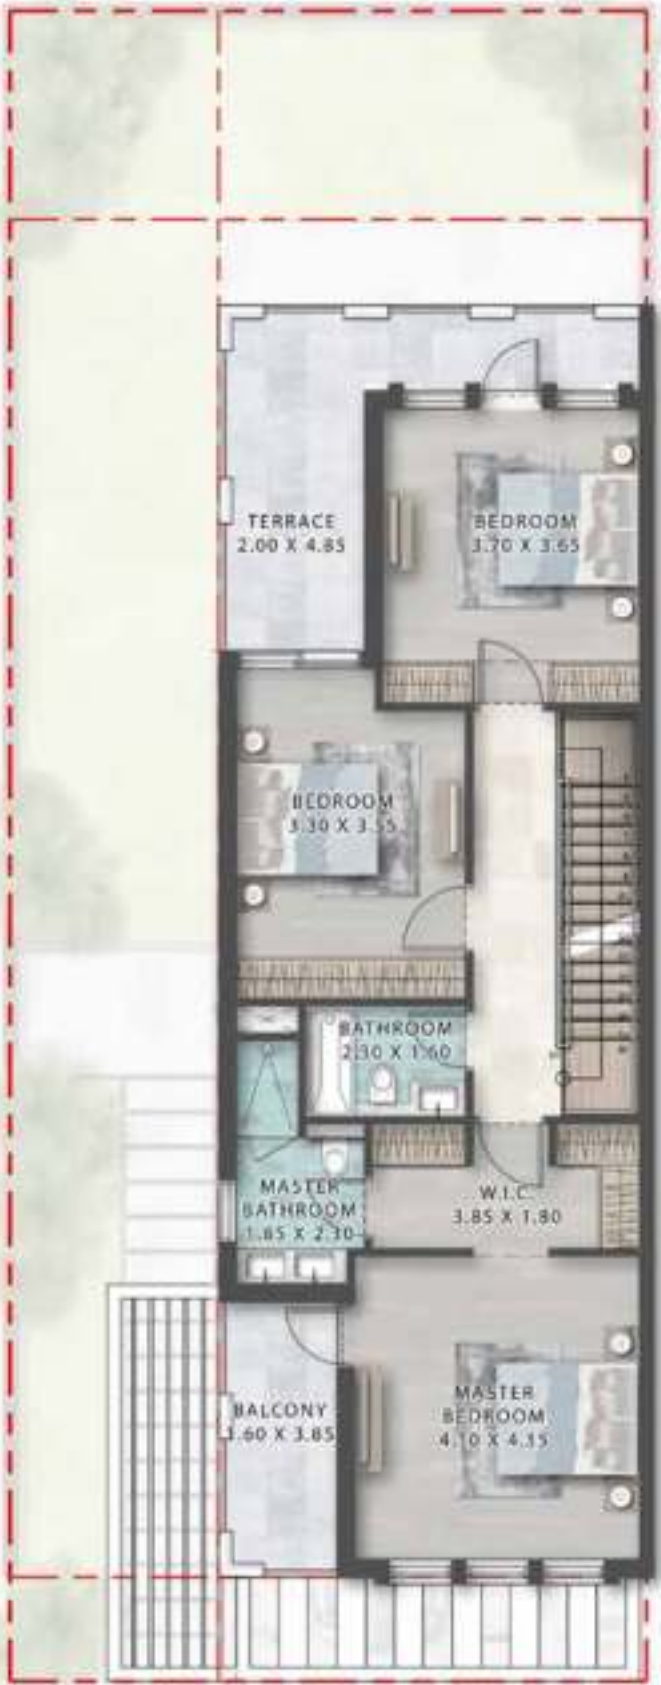 TERRACE
2.00 X 4.85
BEDROOM
3.70 X 3.65
BEDROOM
3.30 X 3.55
BATHROOM
2.30 X 1.60
MASTER
BATHROOM
1.85 X 2.30
W.I.C.
3.85 X 1.80
BALCONY
1.60 X 3.85
MASTER
BEDROOM
4.10 X 4.15